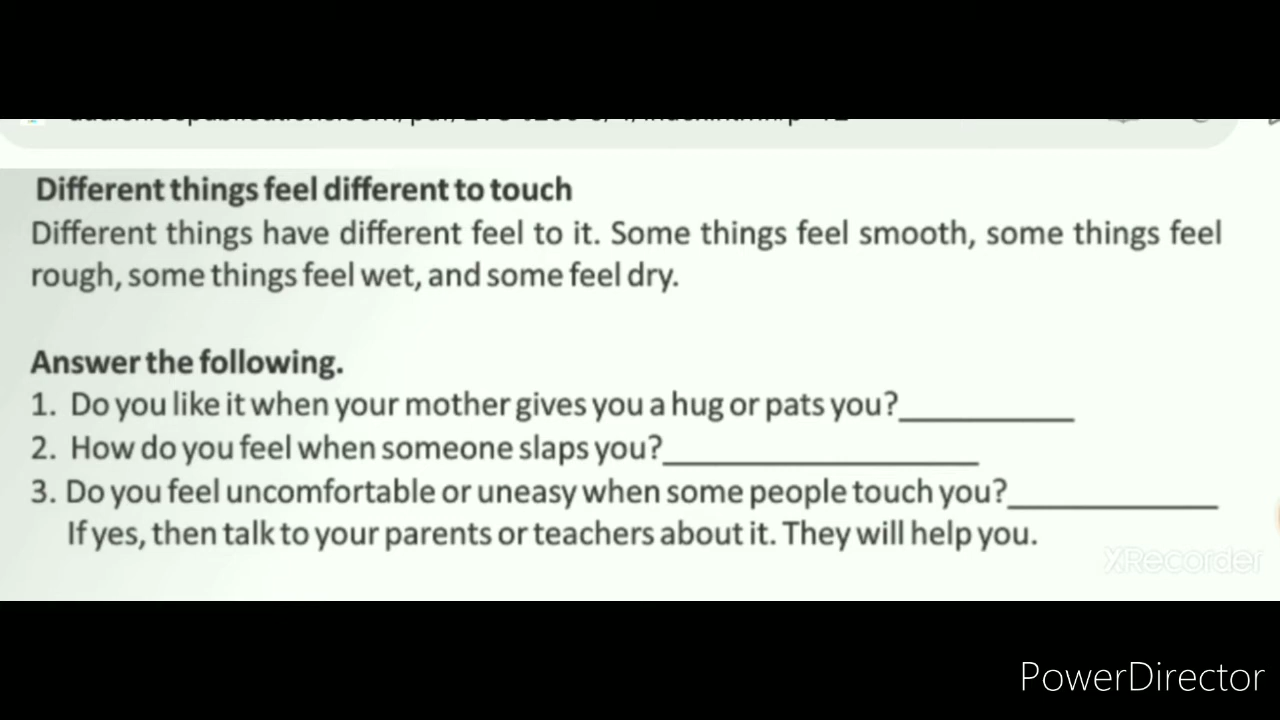 Different things feel different to touch
Different things have different feel to it. Some things feel smooth, some things feel
rough, some things feel wet, and some feel dry.
Answer the following.
1. Do you like it when your mother gives you a hug or pats you?__________
2. How do you feel when someone slaps you?__________________
3. Do you feel uncomfortable or uneasy when some people touch you?____________
If yes, then talk to your parents or teachers about it. They will help you.
XRecorder
PowerDirector